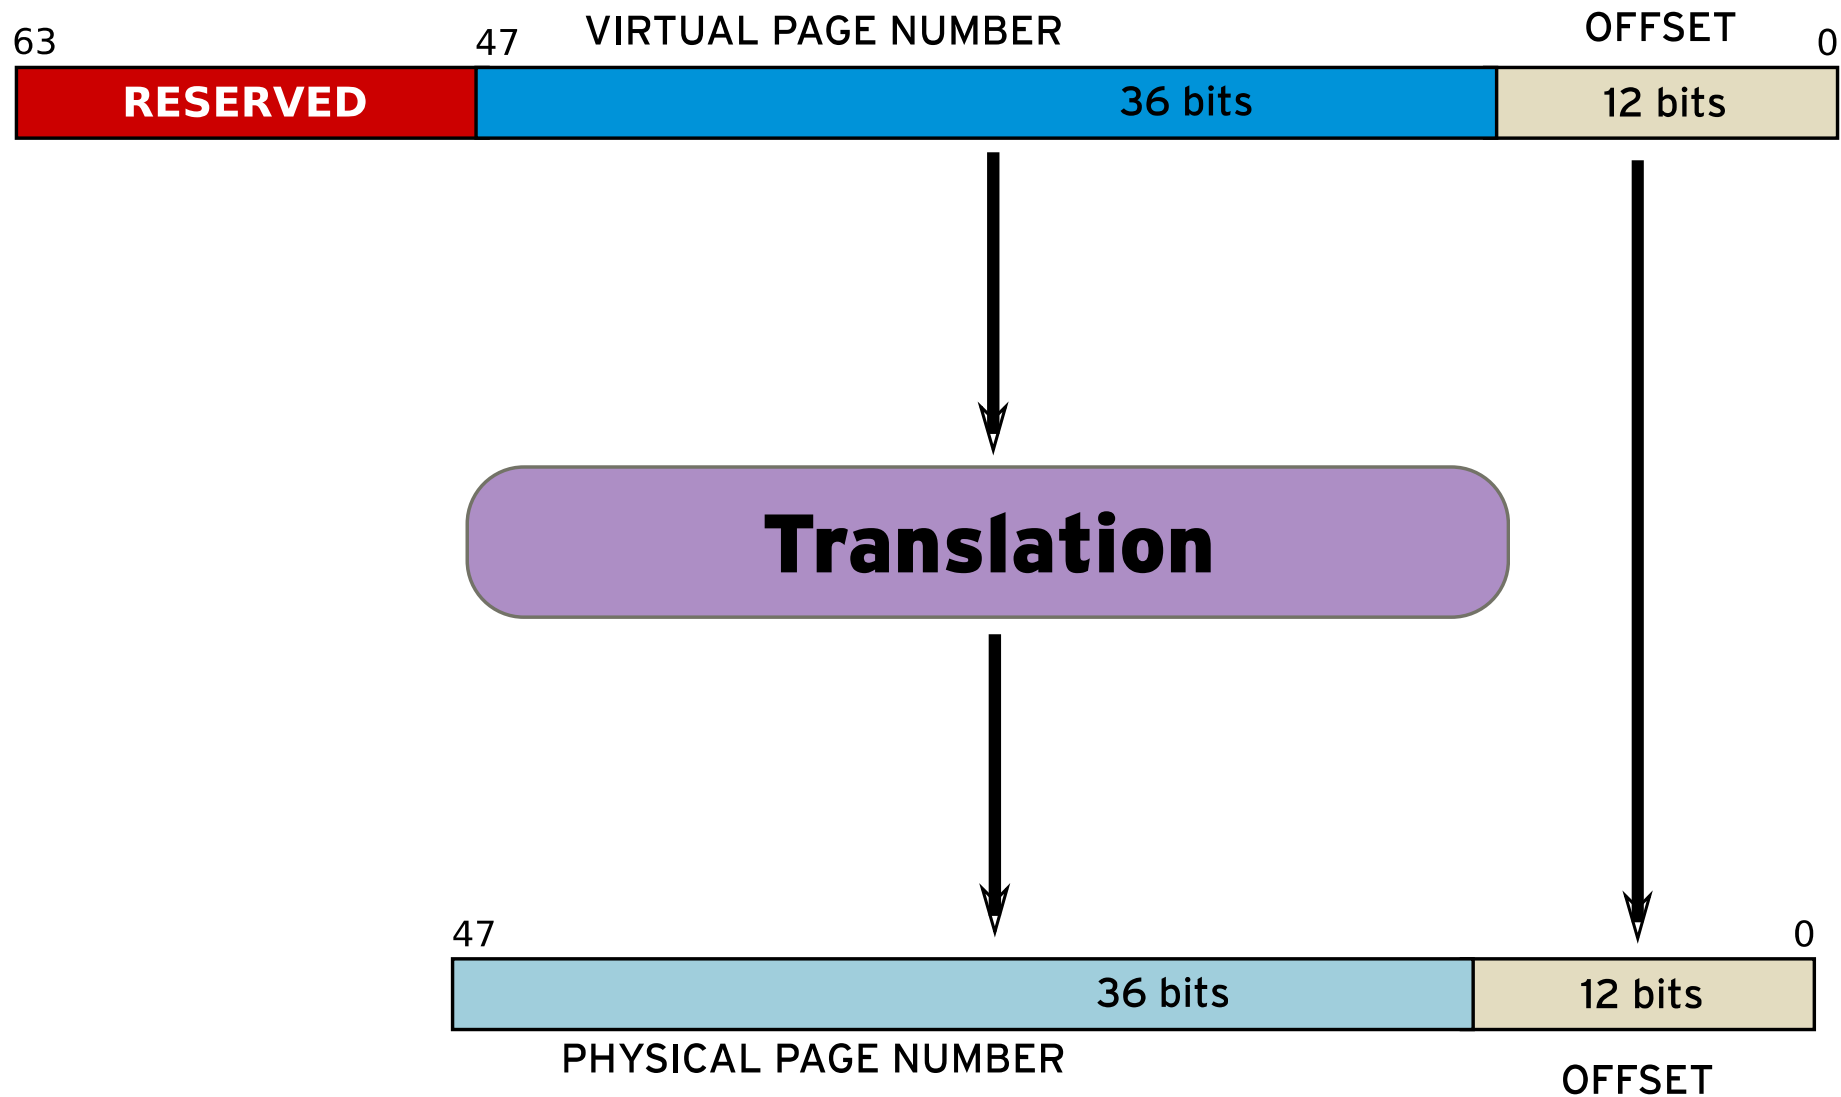 VIRTUAL PAGE NUMBER OFFSET
63 47 0
RESERVED 36 bits 12 bits
Translation
47 0
36 bits 12 bits
PHYSICAL PAGE NUMBER
OFFSET